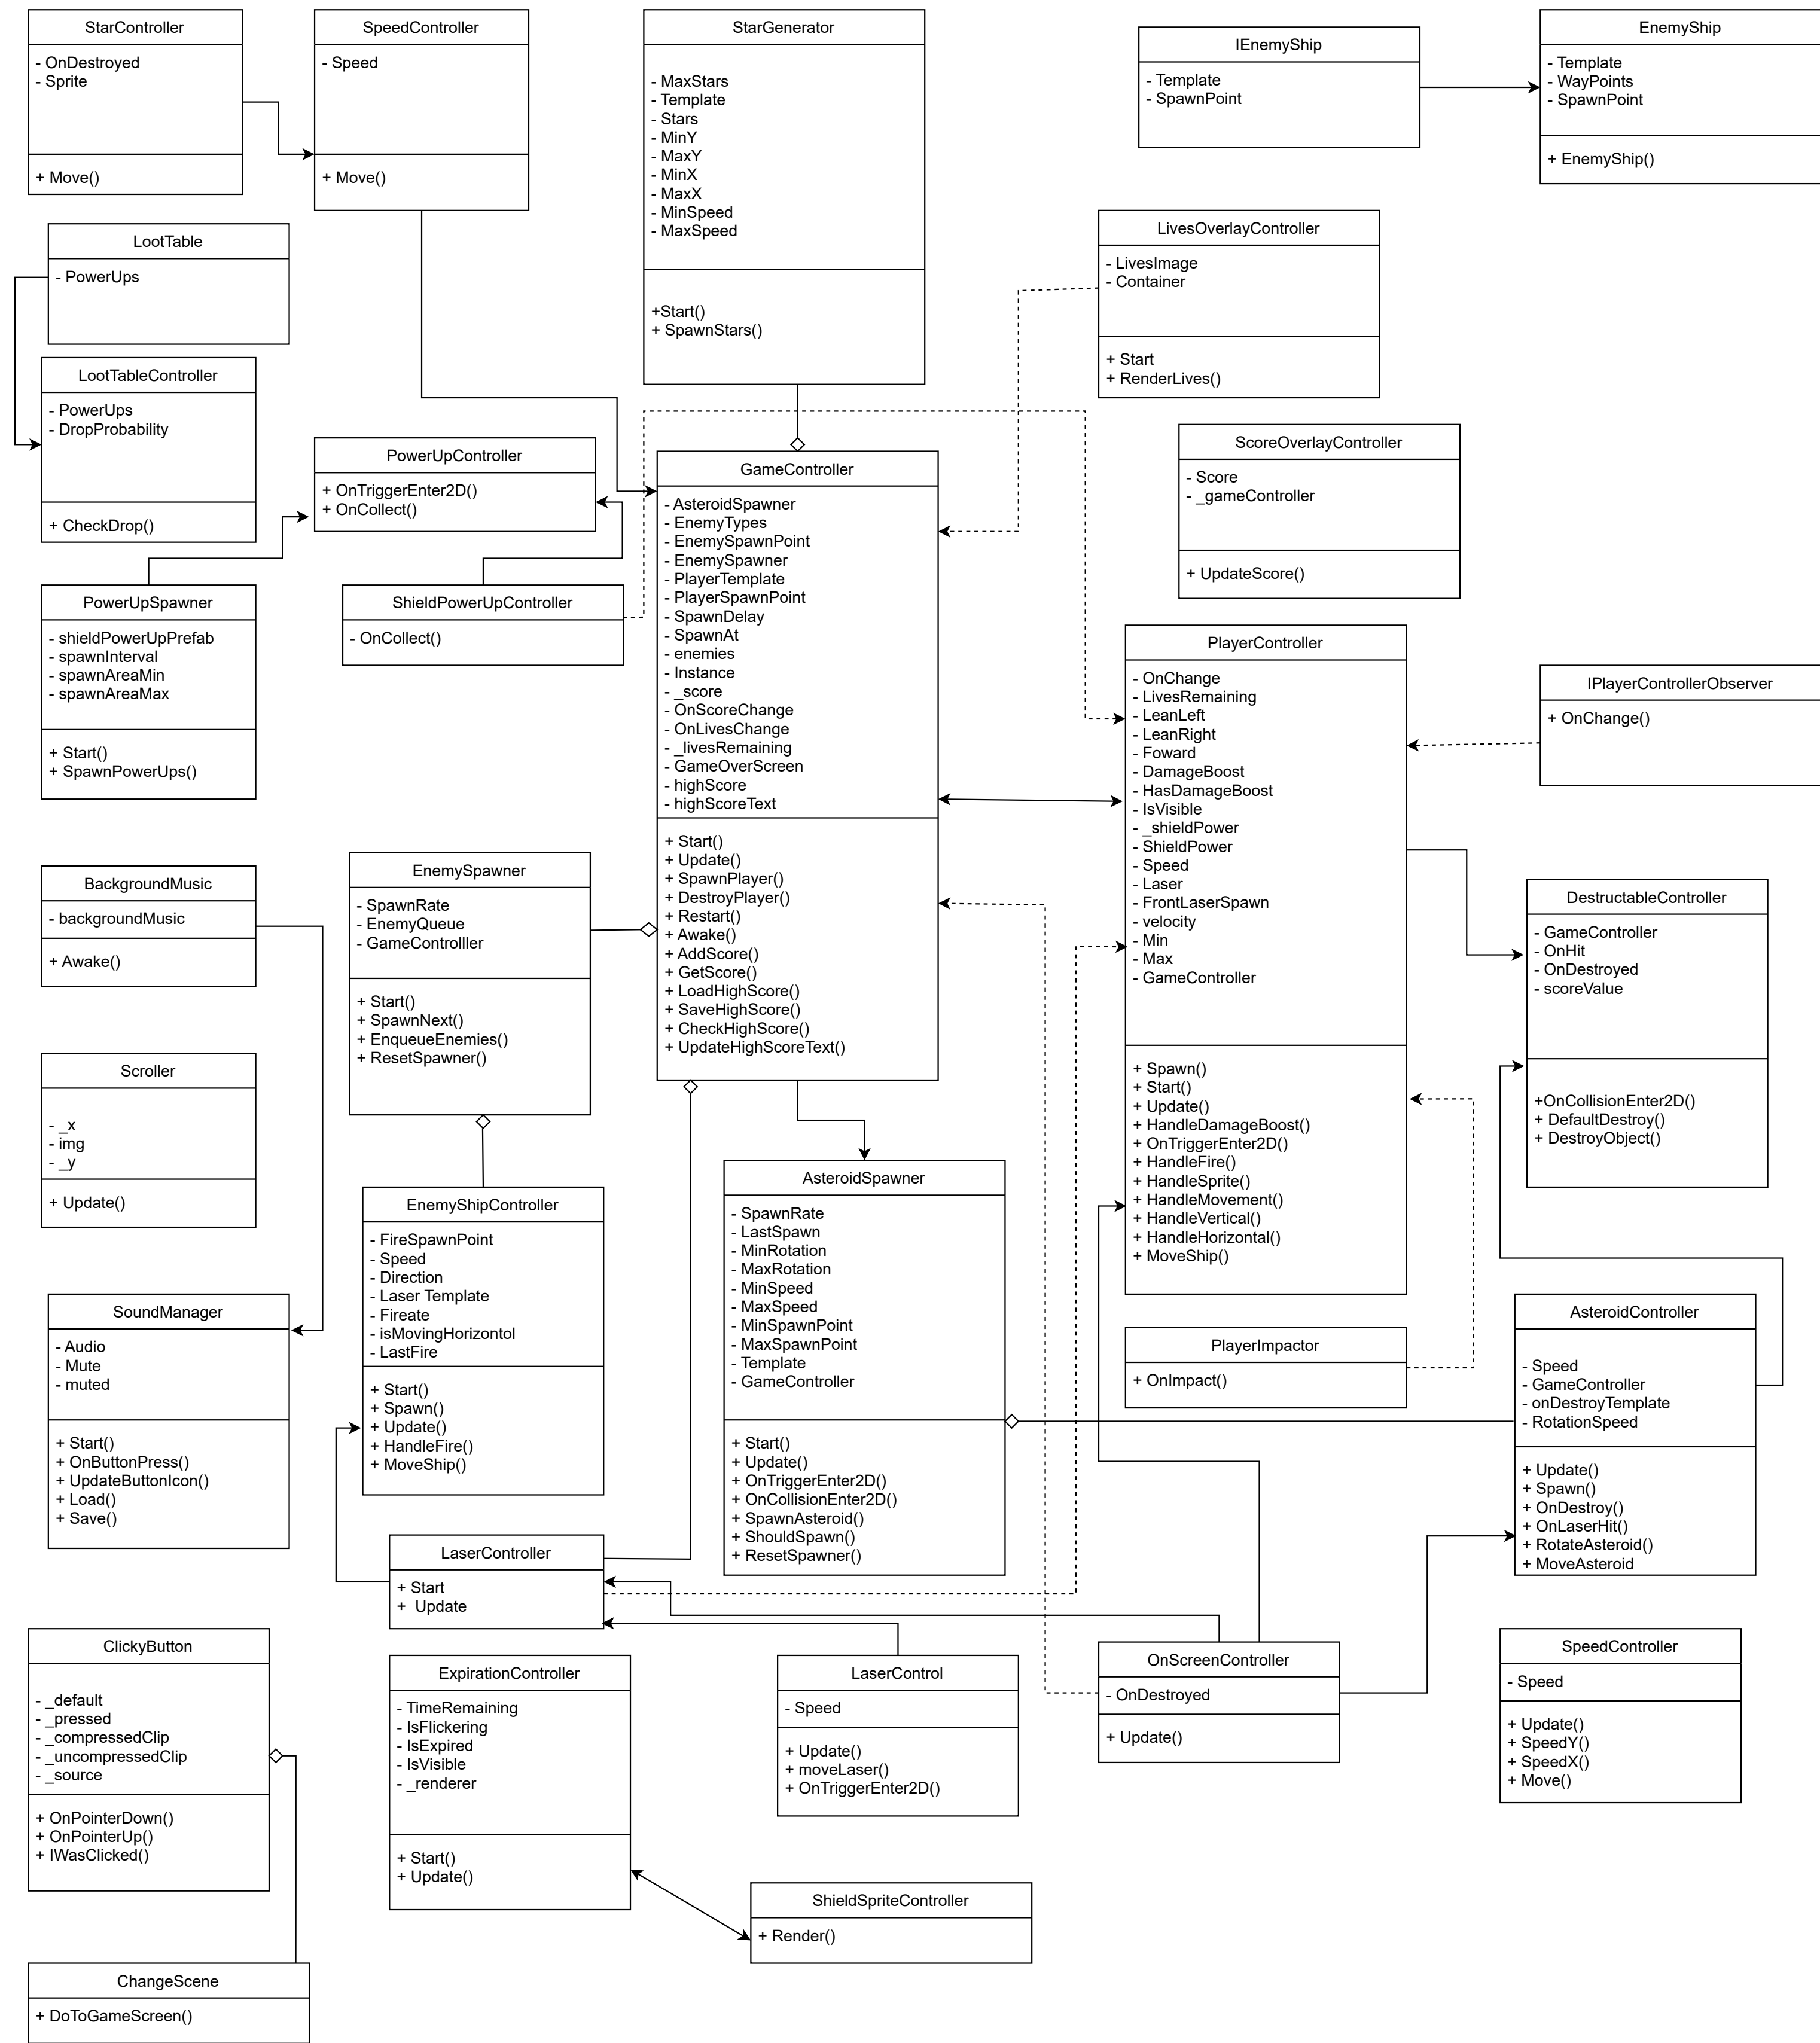 StarController
- OnDestroyed
- Sprite
+ Move()
SpeedController
- Speed
+ Move()
StarGenerator
- MaxStars
- Template
- Stars
- MinY
- MaxY
- MinX
- MaxX
- MinSpeed
- MaxSpeed
+Start()
+ SpawnStars()
IEnemyShip
- Template
- SpawnPoint
EnemyShip
- Template
- WayPoints
- SpawnPoint
+ EnemyShip()
LootTable
- PowerUps
LivesOverlayController
- LivesImage
- Container
+ Start
+ RenderLives()
LootTableController
- PowerUps
- DropProbability
+ CheckDrop()
PowerUpController
+ OnTriggerEnter2D()
+ OnCollect()
ScoreOverlayController
- Score
- _gameController
+ UpdateScore()
GameController
- AsteroidSpawner
- EnemyTypes
- EnemySpawnPoint
- EnemySpawner
- PlayerTemplate
- PlayerSpawnPoint
- SpawnDelay
- SpawnAt
- enemies
- Instance
- _score
- OnScoreChange
- OnLivesChange
- _livesRemaining
- GameOverScreen
- highScore
- highScoreText
+ Start()
+ Update()
+ SpawnPlayer()
+ DestroyPlayer()
+ Restart()
+ Awake()
+ AddScore()
+ GetScore()
+ LoadHighScore()
+ SaveHighScore()
+ CheckHighScore()
+ UpdateHighScoreText()
PowerUpSpawner
- shieldPowerUpPrefab
- spawnInterval
- spawnAreaMin
- spawnAreaMax
+ Start()
+ SpawnPowerUps()
ShieldPowerUpController
- OnCollect()
PlayerController
- OnChange
- LivesRemaining
- LeanLeft
- LeanRight
- Foward
- DamageBoost
- HasDamageBoost
- IsVisible
- _shieldPower
- ShieldPower
- Speed
- Laser
- FrontLaserSpawn
- velocity
- Min
- Max
- GameController
+ Spawn()
+ Start()
+ Update()
+ HandleDamageBoost()
+ OnTriggerEnter2D()
+ HandleFire()
+ HandleSprite()
+ HandleMovement()
+ HandleVertical()
+ HandleHorizontal()
+ MoveShip()
IPlayerControllerObserver
+ OnChange()
BackgroundMusic
- backgroundMusic
+ Awake()
EnemySpawner
- SpawnRate
- EnemyQueue
- GameControlller
+ Start()
+ SpawnNext()
+ EnqueueEnemies()
+ ResetSpawner()
DestructableController
- GameController
- OnHit
- OnDestroyed
- scoreValue
+OnCollisionEnter2D()
+ DefaultDestroy()
+ DestroyObject()
Scroller
- _x
- img
- _y
+ Update()
EnemyShipController
- FireSpawnPoint
- Speed
- Direction
- Laser Template
- Fireate
- isMovingHorizontol
- LastFire
+ Start()
+ Spawn()
+ Update()
+ HandleFire()
+ MoveShip()
AsteroidSpawner
- SpawnRate
- LastSpawn
- MinRotation
- MaxRotation
- MinSpeed
- MaxSpeed
- MinSpawnPoint
- MaxSpawnPoint
- Template
- GameController
+ Start()
+ Update()
+ OnTriggerEnter2D()
+ OnCollisionEnter2D()
+ SpawnAsteroid()
+ ShouldSpawn()
+ ResetSpawner()
SoundManager
- Audio
- Mute
- muted
+ Start()
+ OnButtonPress()
+ UpdateButtonIcon()
+ Load()
+ Save()
PlayerImpactor
+ OnImpact()
AsteroidController
- Speed
- GameController
- onDestroyTemplate
- RotationSpeed
+ Update()
+ Spawn()
+ OnDestroy()
+ OnLaserHit()
+ RotateAsteroid()
+ MoveAsteroid
LaserController
+ Start
+  Update
ClickyButton
- _default
- _pressed
- _compressedClip
- _uncompressedClip
- _source
+ OnPointerDown()
+ OnPointerUp()
+ IWasClicked()
ExpirationController
- TimeRemaining
- IsFlickering
- IsExpired
- IsVisible
- _renderer
+ Start()
+ Update()
LaserControl
- Speed
+ Update()
+ moveLaser()
+ OnTriggerEnter2D()
OnScreenController
- OnDestroyed
+ Update()
SpeedController
- Speed
+ Update()
+ SpeedY()
+ SpeedX()
+ Move()
ShieldSpriteController
+ Render()
ChangeScene
+ DoToGameScreen()